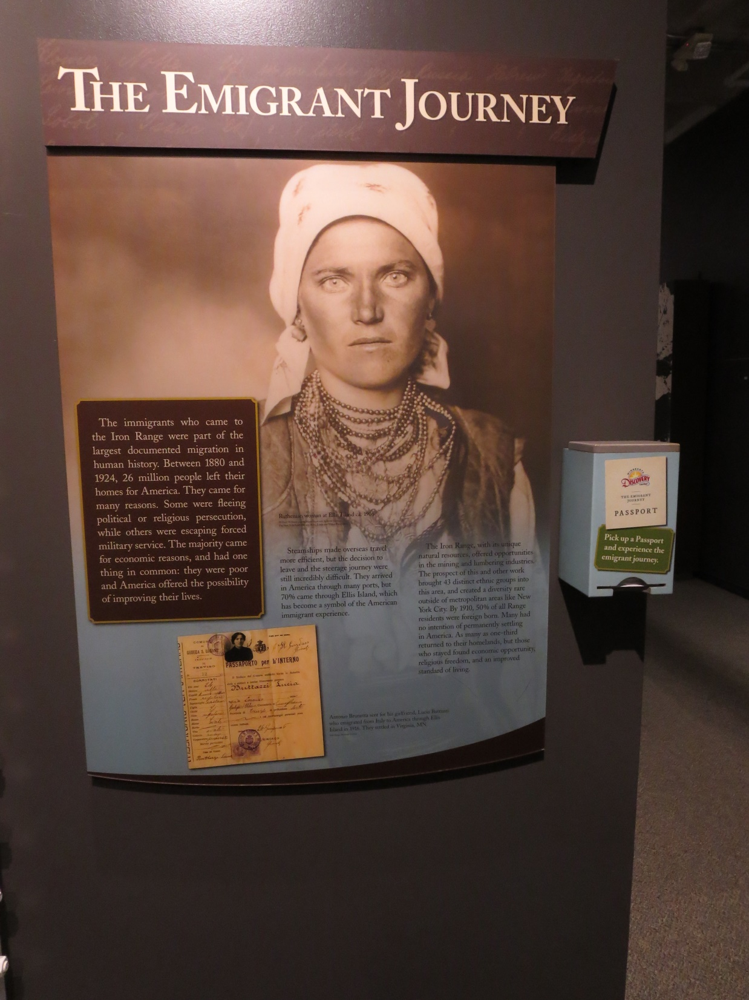 THE EMIGRANT JOURNEY
The immigrants who came to
the Iron Range were part of the
largest documented migration in
human history. Between 1880 and
1924, 26 million people left their
homes for America. They came for
many reasons. Some were fleeing
political or religious persecution,
while others were escaping forced
military service. The majority came
for economic reasons, and had one
thing in common: they were poor
and America offered the possibility
of improving their lives.
Ruthenian woman at Ellis Island ca. 1906
Steamships made overseas travel
more efficient, but the decision to
leave and the steerage journey were
still incredibly difficult. They arrived
in America through many ports, but
70% came through Ellis Island, which
has become a symbol of the American
immigrant experience.
The Iron Range, with its unique
natural resources, offered opportunities
in the mining and lumbering industries.
The prospect of this and other work
brought 43 distinct ethnic groups into
this area, and created a diversity rare
outside of metropolitan areas like New
York City. By 1910, 50% of all Range
residents were foreign born. Many had
no intention of permanently settling
in America. As many as one-third
returned to their homelands, but those
who stayed found economic opportunity,
religious freedom, and an improved
standard of living.
GODEGA S. URBANO
TREVISO
72
CONNOTATI
PASSAPORTO per L'INTERNO
Buttazzi Lucia
SINDACO
Antonio Brunetta sent for his girlfriend, Lucia Buttazzi
who emigrated from Italy to America through Ellis
Island in 1916. They settled in Virginia, MN.
MINNESOTA
DISCOVERY
Center
THE EMIGRANT
JOURNEY
PASSPORT
Pick up a Passport
and experience the
emigrant journey.